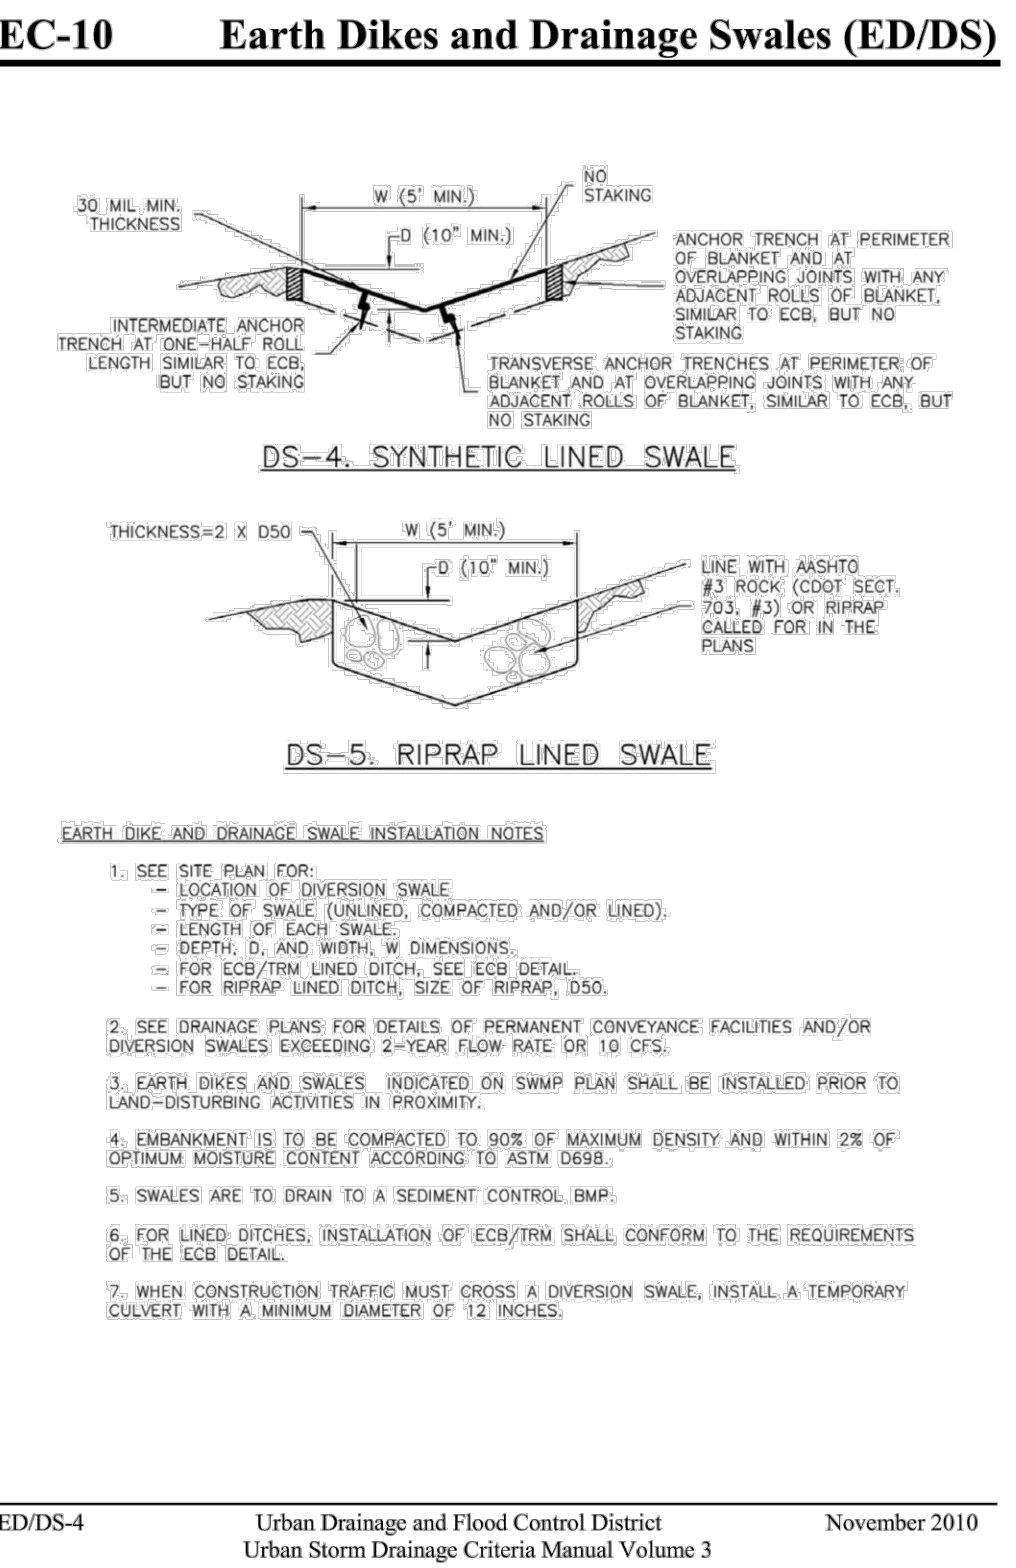 EC-10 Earth Dikes and Drainage Swales (ED/DS)
W (5' MIN.)
NO
STAKING
30 MIL MIN.
THICKNESS
D (10" MIN.)
ANCHOR TRENCH AT PERIMETER
OF BLANKET AND AT
OVERLAPPING JOINTS WITH ANY
ADJACENT ROLLS OF BLANKET,
SIMILAR TO ECB, BUT NO
STAKING
INTERMEDIATE ANCHOR
TRENCH AT ONE-HALF ROLL
LENGTH SIMILAR TO ECB,
BUT NO STAKING
TRANSVERSE ANCHOR TRENCHES AT PERIMETER OF
BLANKET AND AT OVERLAPPING JOINTS WITH ANY
ADJACENT ROLLS OF BLANKET, SIMILAR TO ECB, BUT
NO STAKING
DS-4. SYNTHETIC LINED SWALE
THICKNESS=2 X D50
W (5' MIN.)
D (10" MIN.)
LINE WITH AASHTO
#3 ROCK (CDOT SECT.
703, #3) OR RIPRAP
CALLED FOR IN THE
PLANS
DS-5. RIPRAP LINED SWALE
EARTH DIKE AND DRAINAGE SWALE INSTALLATION NOTES
1. SEE SITE PLAN FOR:
- LOCATION OF DIVERSION SWALE
- TYPE OF SWALE (UNLINED, COMPACTED AND/OR LINED).
- LENGTH OF EACH SWALE.
- DEPTH, D, AND WIDTH, W DIMENSIONS.
- FOR ECB/TRM LINED DITCH, SEE ECB DETAIL.
- FOR RIPRAP LINED DITCH, SIZE OF RIPRAP, D50.
2. SEE DRAINAGE PLANS FOR DETAILS OF PERMANENT CONVEYANCE FACILITIES AND/OR
DIVERSION SWALES EXCEEDING 2-YEAR FLOW RATE OR 10 CFS.
3. EARTH DIKES AND SWALES INDICATED ON SWMP PLAN SHALL BE INSTALLED PRIOR TO
LAND-DISTURBING ACTIVITIES IN PROXIMITY.
4. EMBANKMENT IS TO BE COMPACTED TO 90% OF MAXIMUM DENSITY AND WITHIN 2% OF
OPTIMUM MOISTURE CONTENT ACCORDING TO ASTM D698.
5. SWALES ARE TO DRAIN TO A SEDIMENT CONTROL BMP.
6. FOR LINED DITCHES, INSTALLATION OF ECB/TRM SHALL CONFORM TO THE REQUIREMENTS
OF THE ECB DETAIL.
7. WHEN CONSTRUCTION TRAFFIC MUST CROSS A DIVERSION SWALE, INSTALL A TEMPORARY
CULVERT WITH A MINIMUM DIAMETER OF 12 INCHES.
ED/DS-4 Urban Drainage and Flood Control District November 2010
Urban Storm Drainage Criteria Manual Volume 3